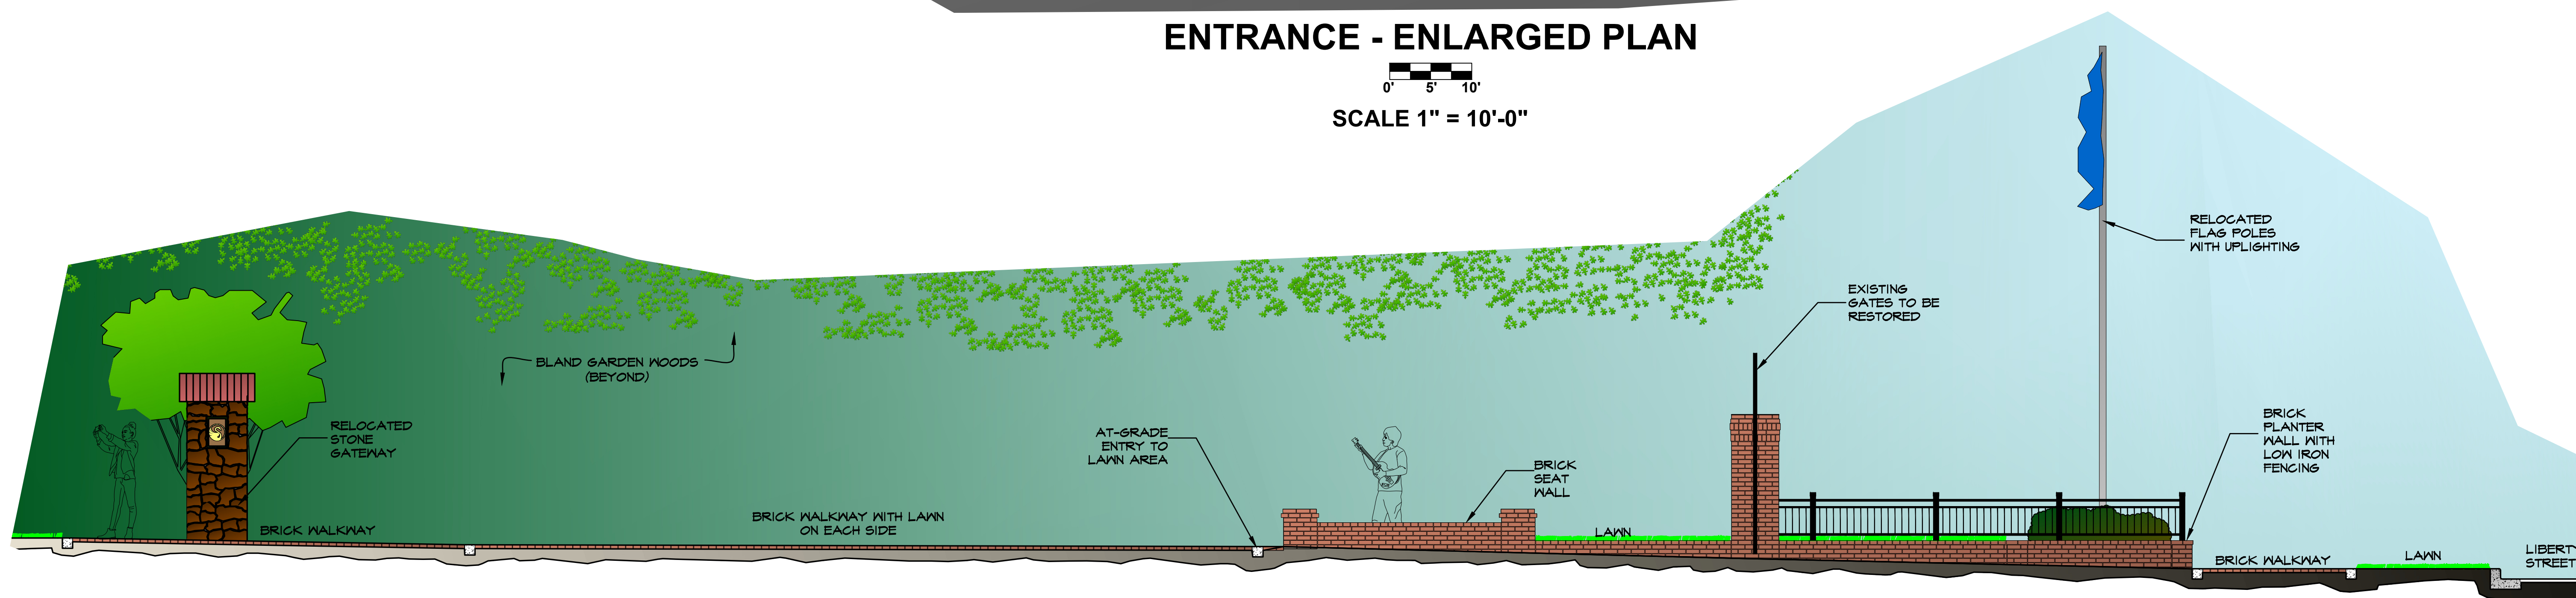 ENTRANCE - ENLARGED PLAN
0' 5' 10'
SCALE 1" = 10'-0"
RELOCATED
FLAG POLES
WITH UPLIGHTING
EXISTING
GATES TO BE
RESTORED
BLAND GARDEN WOODS
(BEYOND)
RELOCATED
STONE
GATEWAY
AT-GRADE
ENTRY TO
LAWN AREA
BRICK
SEAT
WALL
BRICK
PLANTER
WALL WITH
LOW IRON
FENCING
BRICK WALKWAY
BRICK WALKWAY WITH LAWN
ON EACH SIDE
LAWN
BRICK WALKWAY
LAWN
LIBERTY
STREET